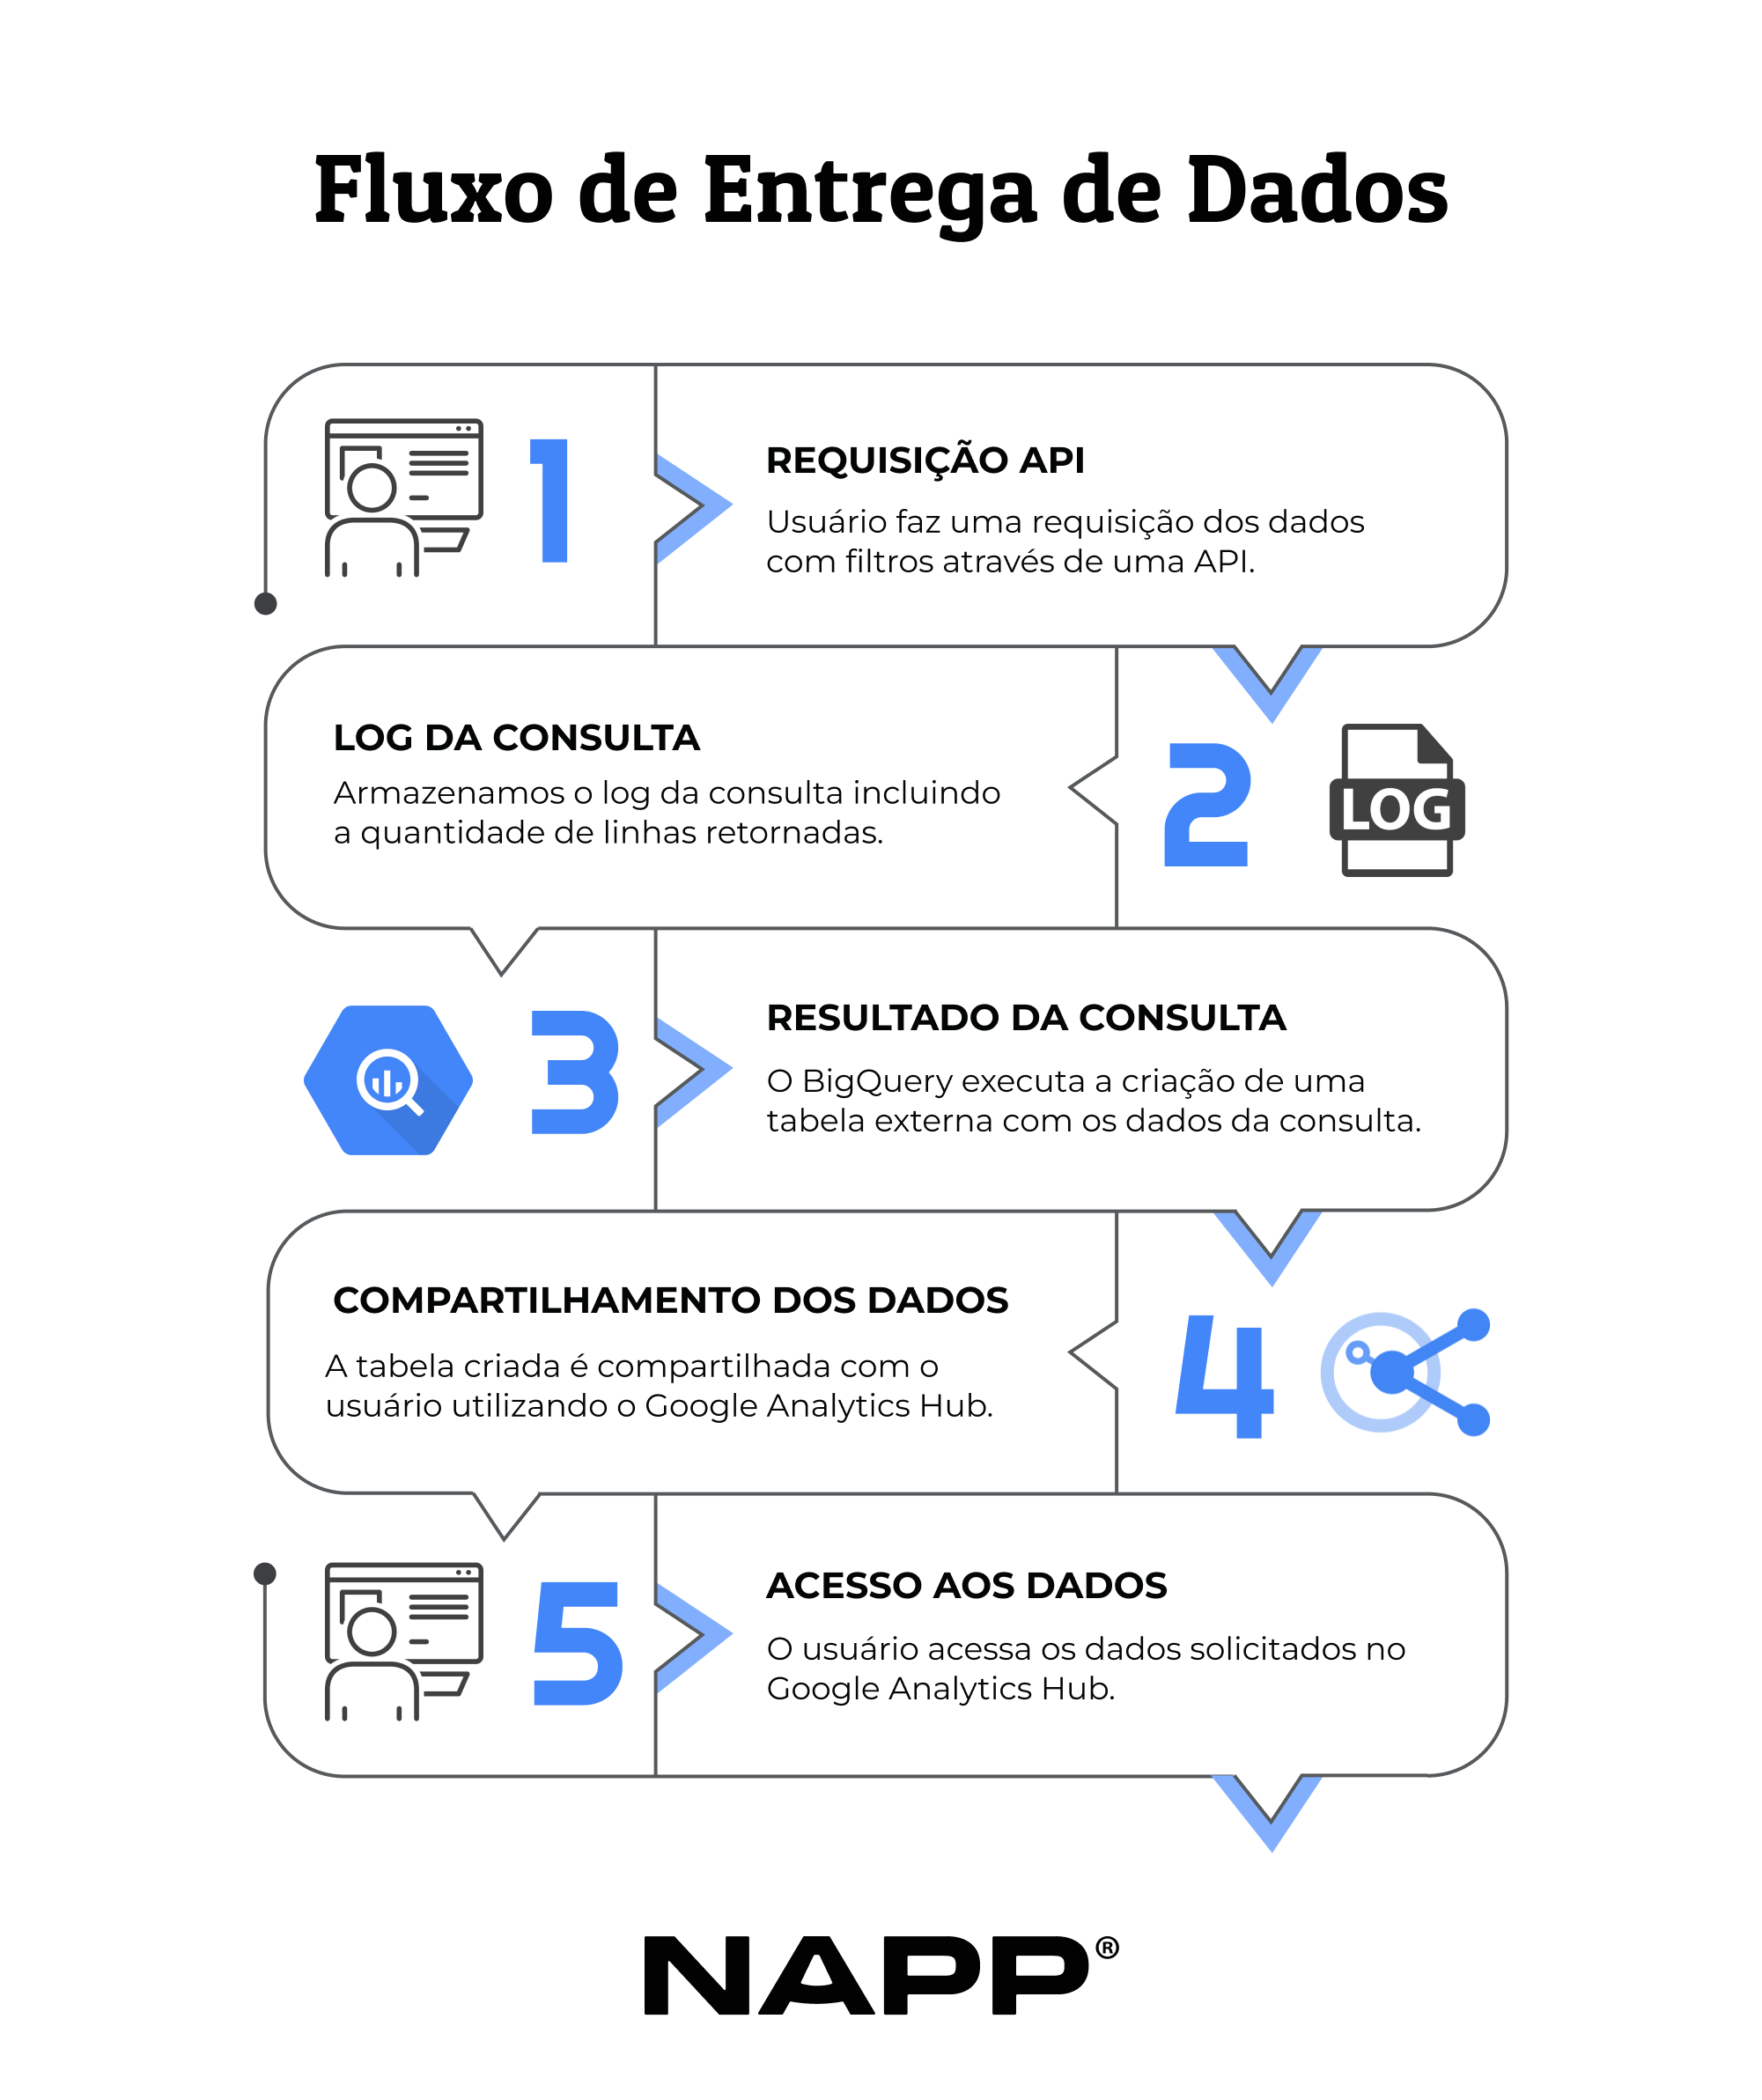 Fluxo de Entrega de Dados
1
REQUISIÇÃO API
Usuário faz uma requisição dos dados
com filtros através de uma API.
LOG DA CONSULTA
Armazenamos o log da consulta incluindo
a quantidade de linhas retornadas.
2
LOG
3
RESULTADO DA CONSULTA
O BigQuery executa a criação de uma
tabela externa com os dados da consulta.
COMPARTILHAMENTO DOS DADOS
A tabela criada é compartilhada com o
usuário utilizando o Google Analytics Hub.
4
5
ACESSO AOS DADOS
O usuário acessa os dados solicitados no
Google Analytics Hub.
NAPP®